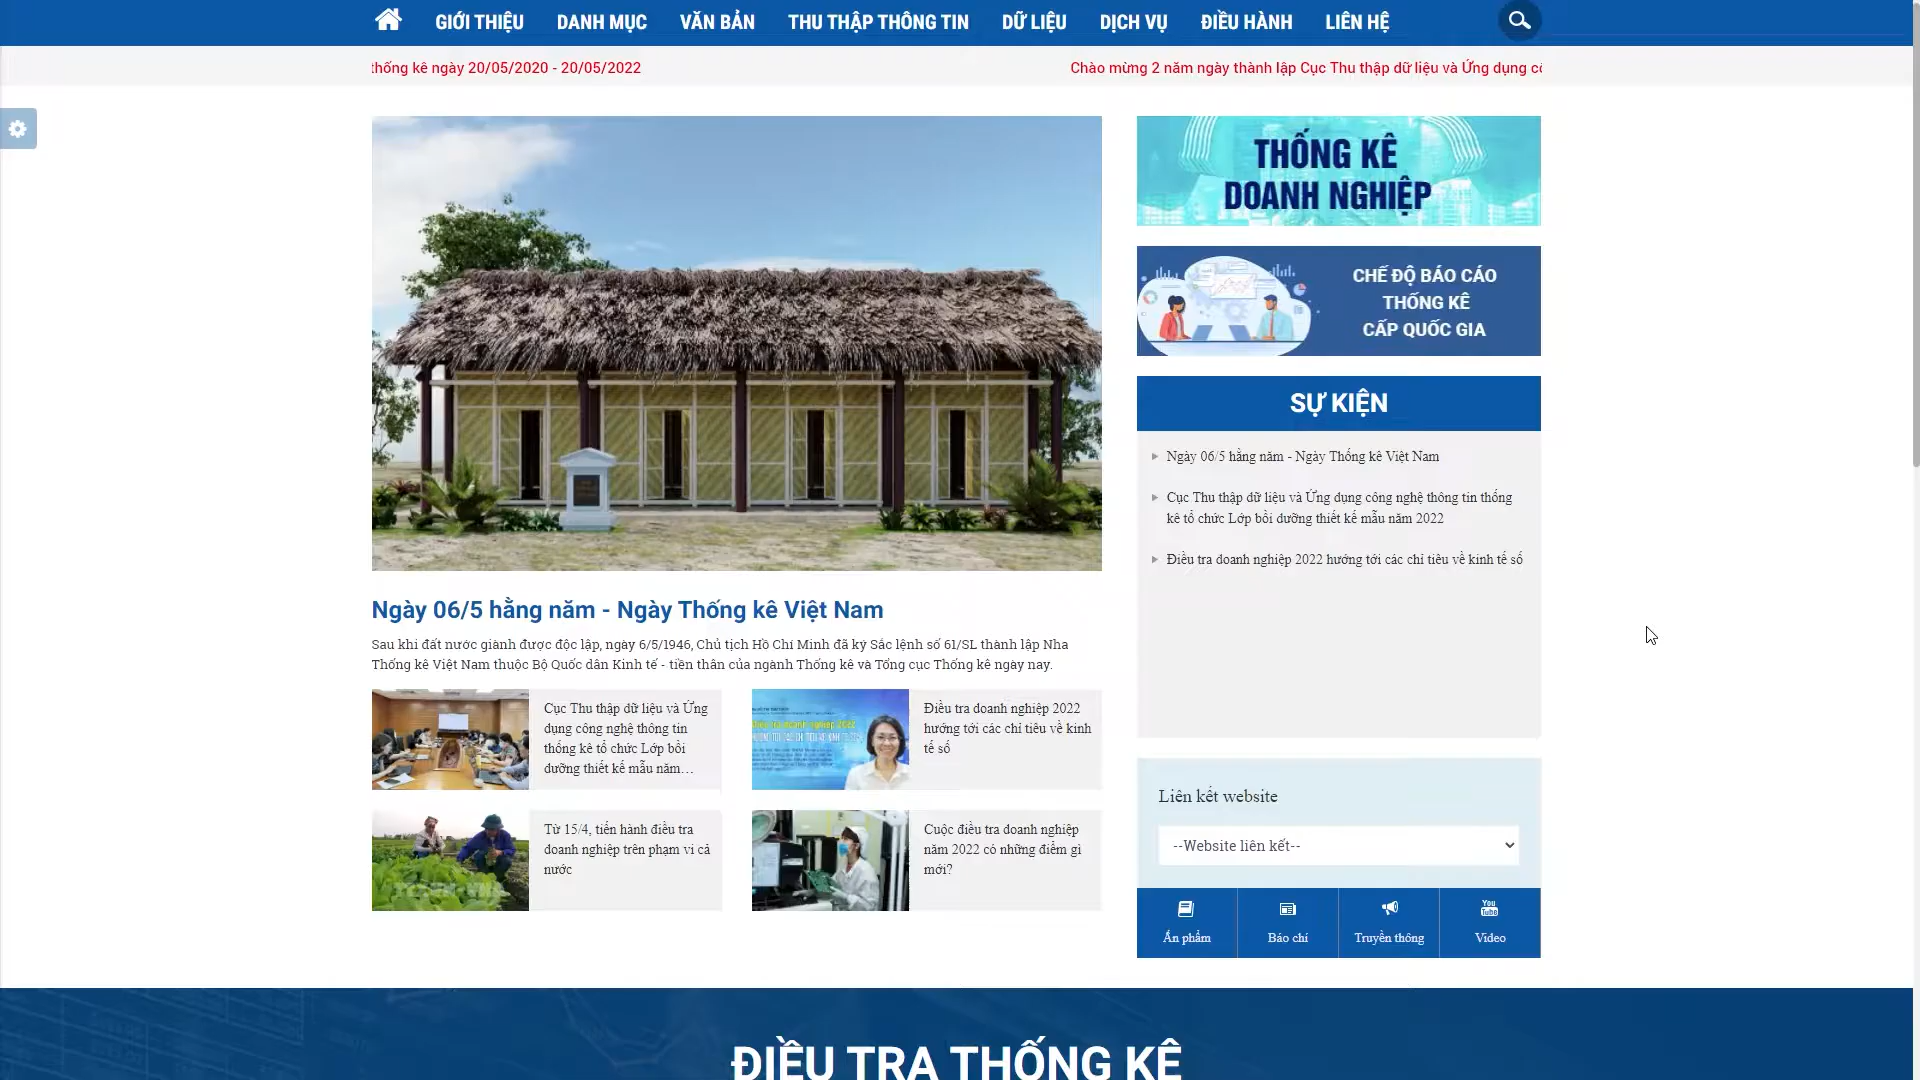 GIỚI THIỆU DANH MỤC VĂN BẢN THU THẬP THÔNG TIN DỮ LIỆU DỊCH VỤ ĐIỀU HÀNH LIÊN HỆ
thống kê ngày 20/05/2020 - 20/05/2022
Chào mừng 2 năm ngày thành lập Cục Thu thập dữ liệu và Ứng dụng
THỐNG KÊ
DOANH NGHIỆP
CHẾ ĐỘ BÁO CÁO
THỐNG KÊ
CẤP QUỐC GIA
SỰ KIỆN
Ngày 06/5 hằng năm - Ngày Thống kê Việt Nam
Cục Thu thập dữ liệu và Ứng dụng công nghệ thông tin thống
kê tổ chức Lớp bồi dưỡng thiết kế mẫu năm 2022
Điều tra doanh nghiệp 2022 hướng tới các chỉ tiêu về kinh tế số
Ngày 06/5 hằng năm - Ngày Thống kê Việt Nam
Sau khi đất nước giành được độc lập, ngày 6/5/1946, Chủ tịch Hồ Chí Minh đã ký Sắc lệnh số 61/SL thành lập Nha
Thống kê Việt Nam thuộc Bộ Quốc dân Kinh tế - tiền thân của ngành Thống kê và Tổng cục Thống kê ngày nay.
Cục Thu thập dữ liệu và Ứng
dụng công nghệ thông tin
thống kê tổ chức Lớp bồi
dưỡng thiết kế mẫu năm...
Điều tra doanh nghiệp 2022
hướng tới các chỉ tiêu về kinh
tế số
Từ 15/4, tiến hành điều tra
doanh nghiệp trên phạm vi cả
nước
Cuộc điều tra doanh nghiệp
năm 2022 có những điểm gì
mới?
Liên kết website
--Website liên kết--
You
Tube
Ấn phẩm Báo chí Truyền thông Video
ĐIỀU TRA THỐNG KÊ